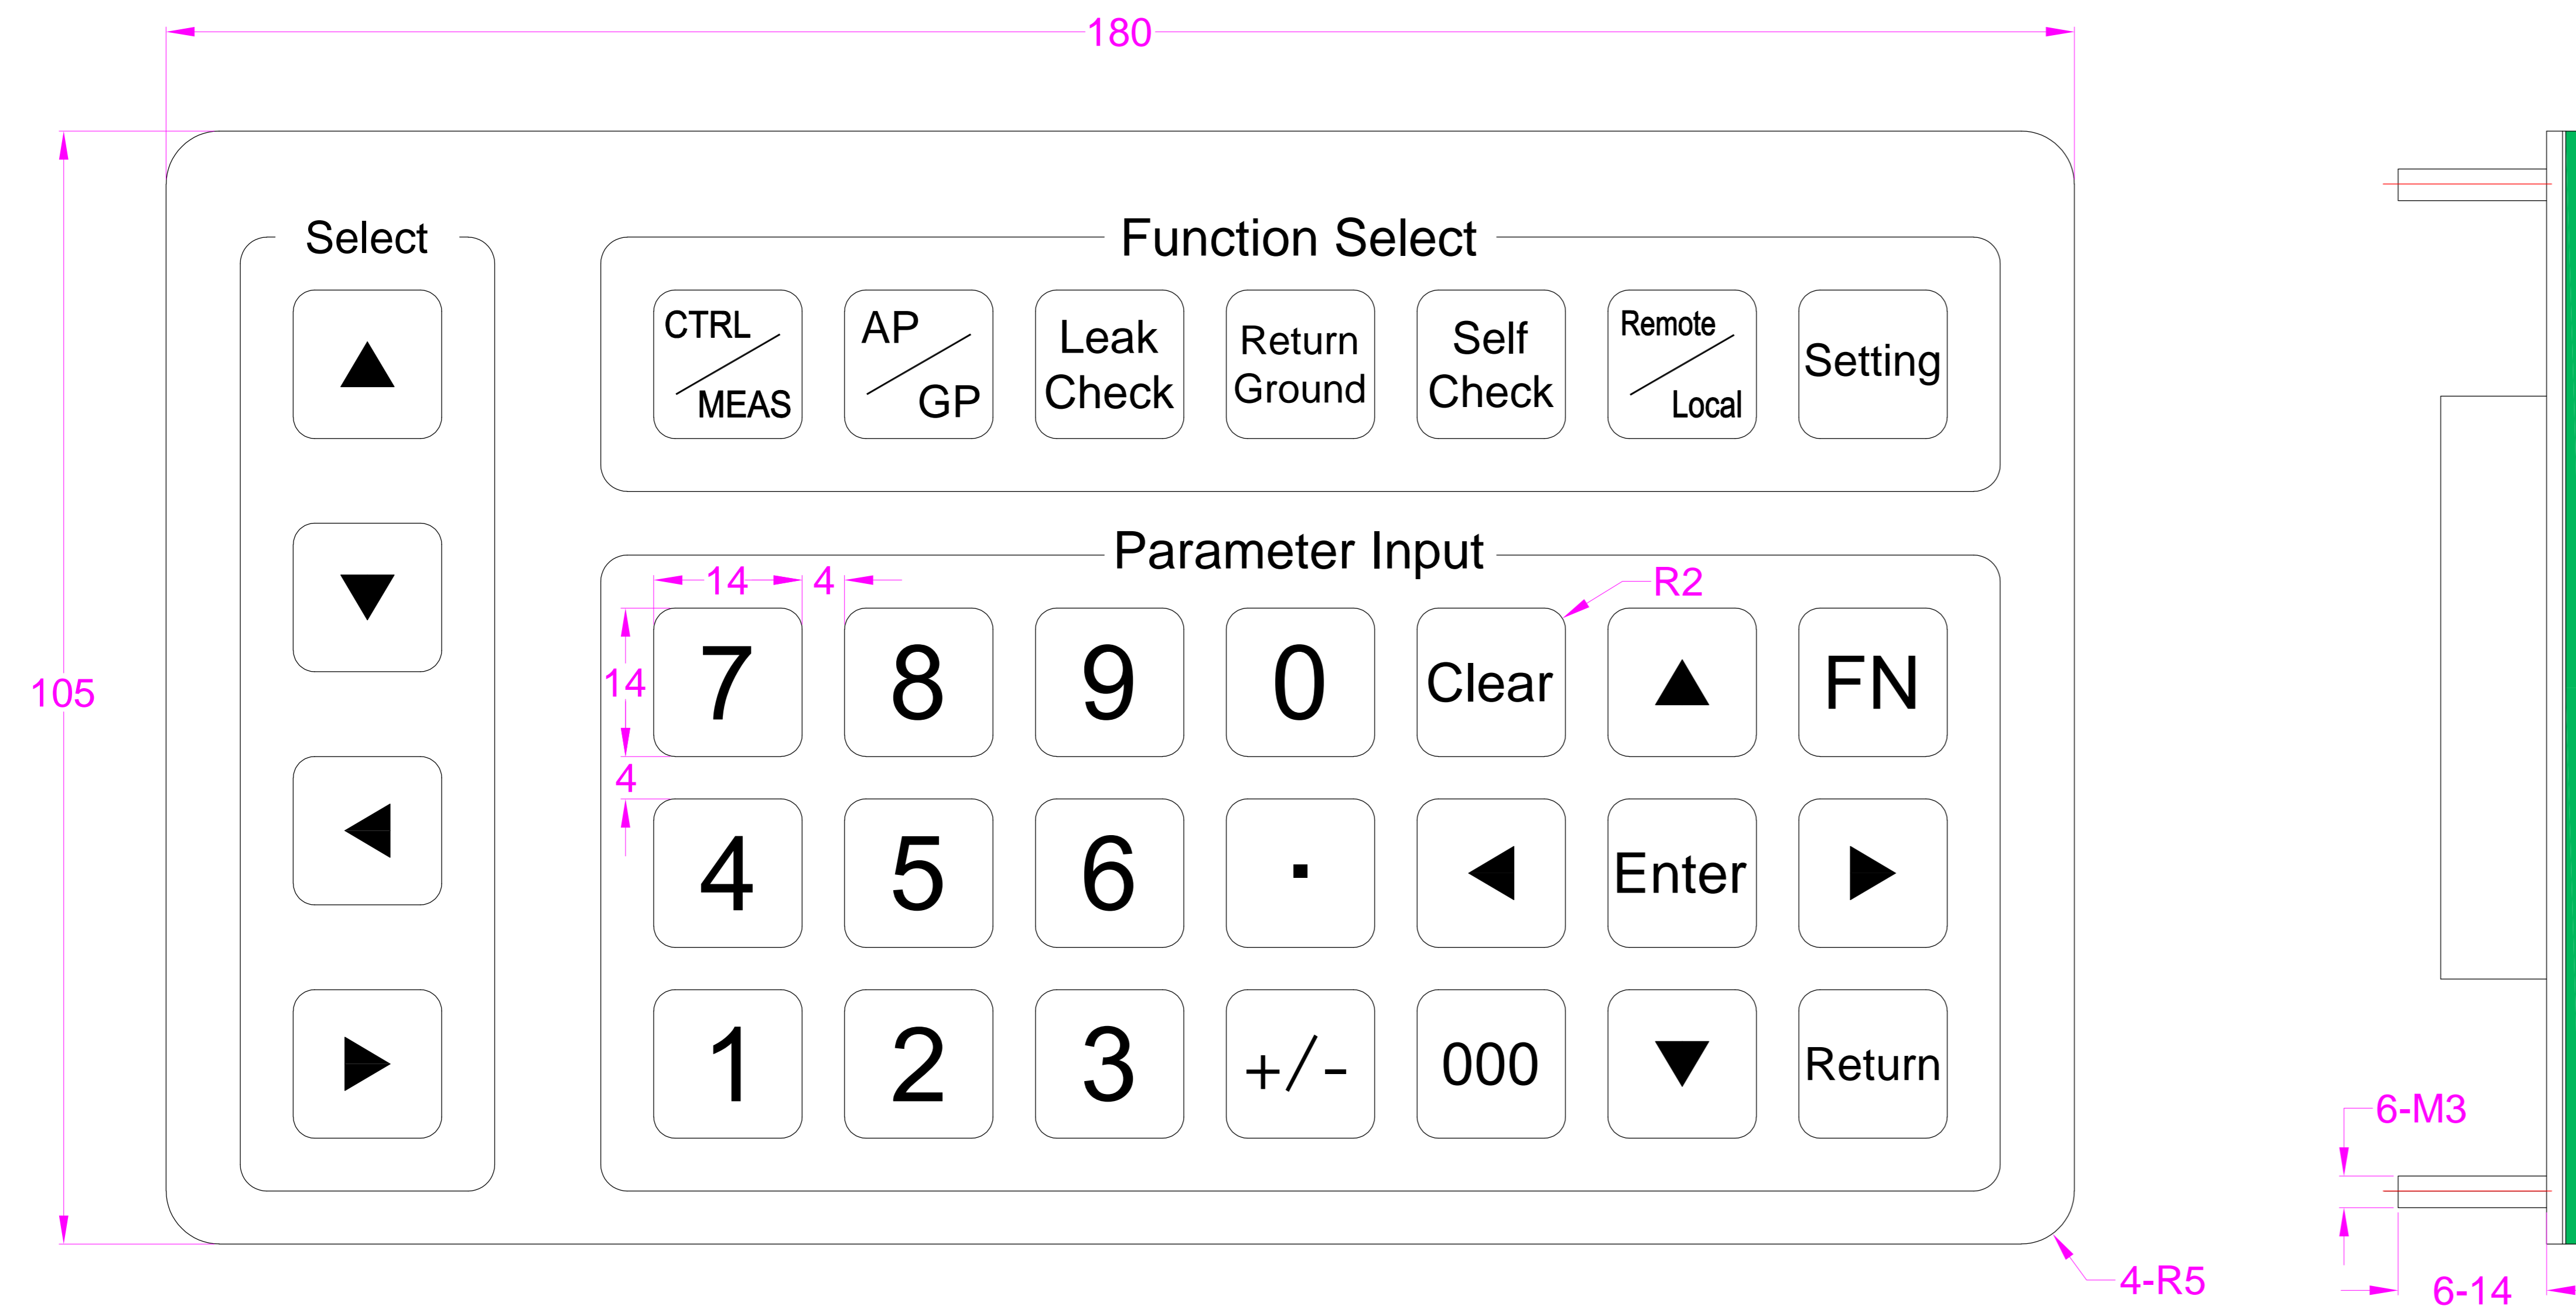 180
Select
Function Select
CTRL
MEAS
AP
GP
Leak
Check
Return
Ground
Self
Check
Remote
Local
Setting
Parameter Input
14
4
R2
105
14
4
7
8
9
0
Clear
FN
4
5
6
.
Enter
1
2
3
+/-
000
Return
6-M3
4-R5
6-14